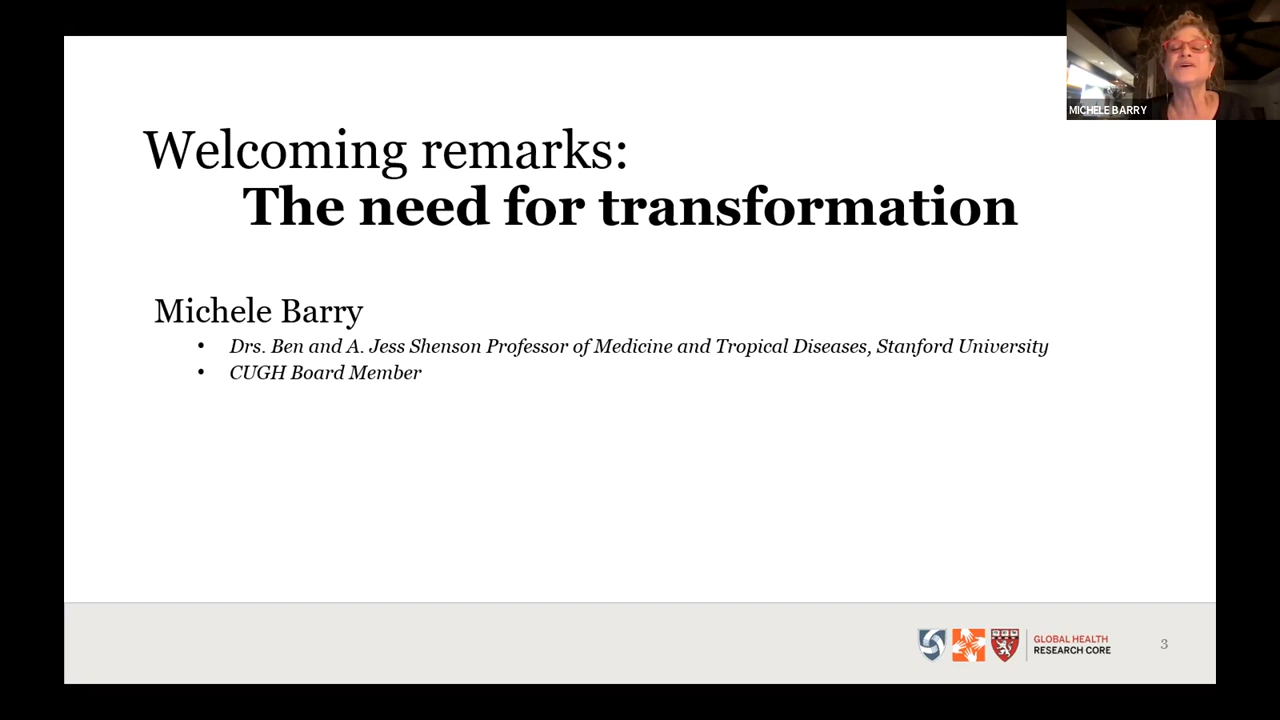 MICHELE BARRY
Welcoming remarks:
The need for transformation
Michele Barry
• Drs. Ben and A. Jess Shenson Professor of Medicine and Tropical Diseases, Stanford University
• CUGH Board Member
GLOBAL HEALTH
RESEARCH CORE
3